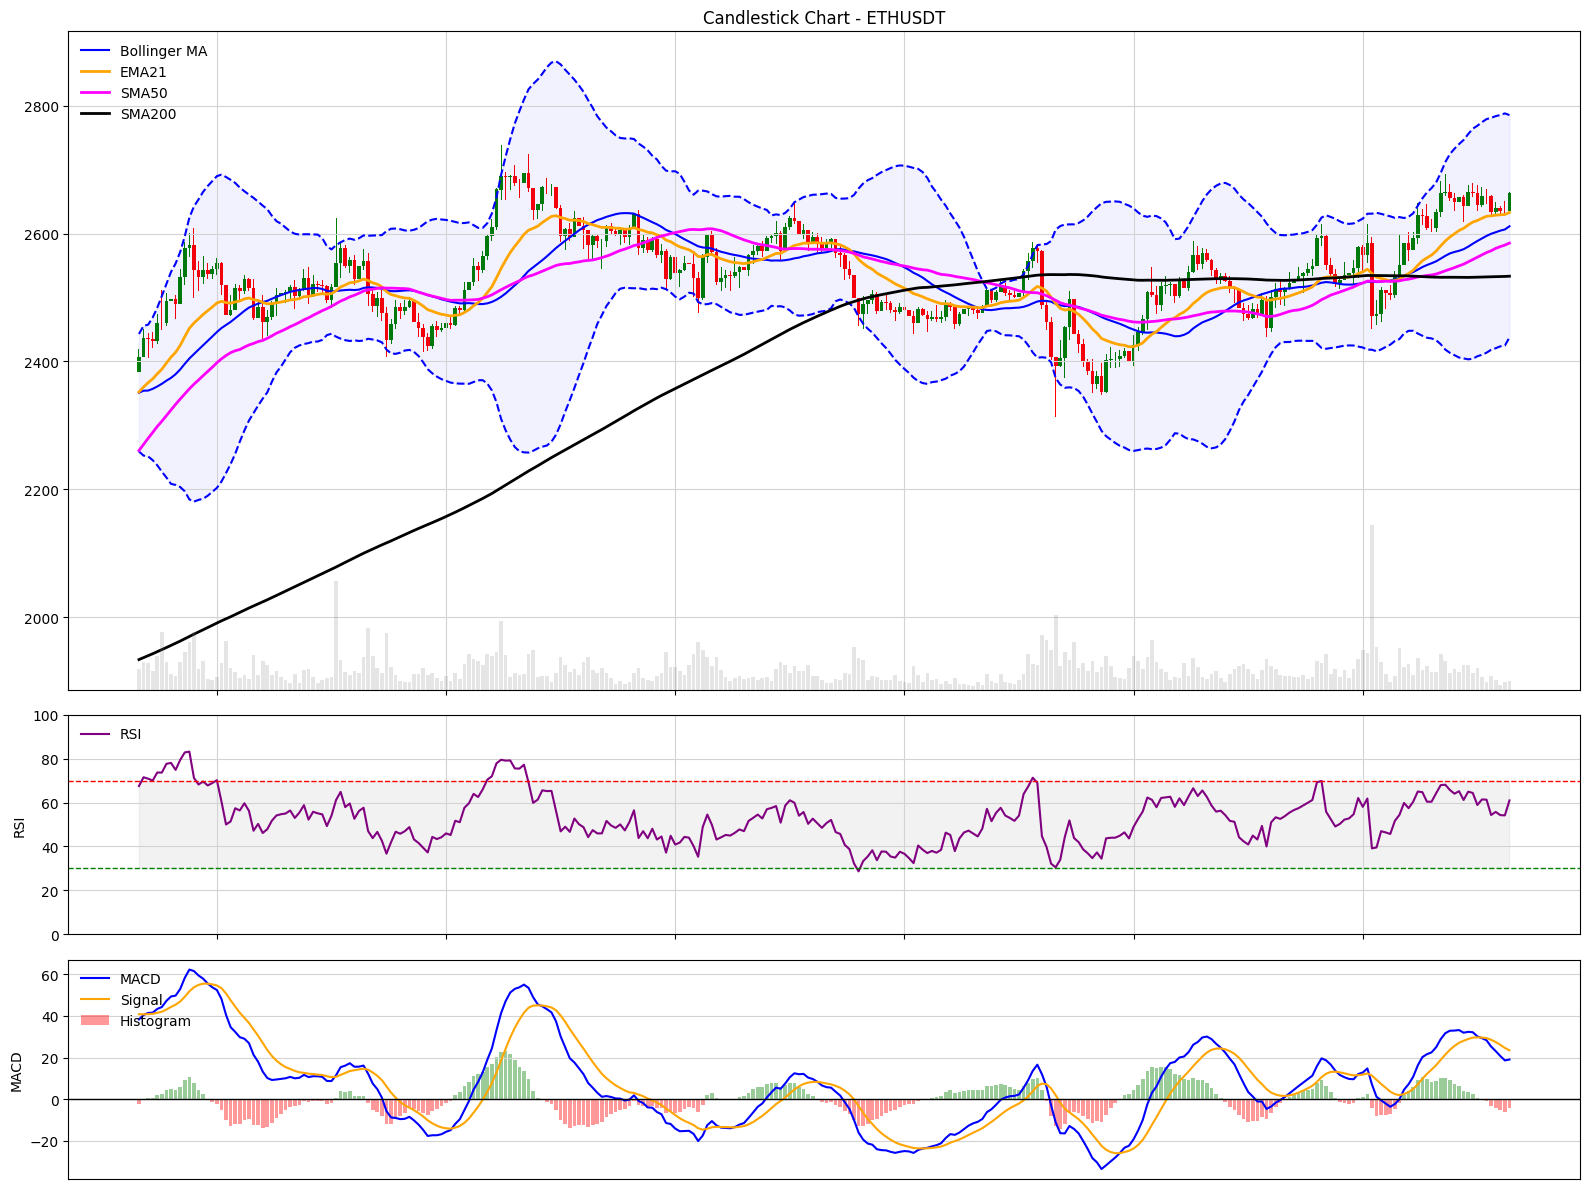 Candlestick Chart - ETHUSDT
Bollinger MA
EMA21
SMA50
SMA200
2800
2600
2400
2200
2000
RSI
100
80
60
40
20
0
RSI
MACD
Signal
Histogram
60
40
20
0
−20
MACD